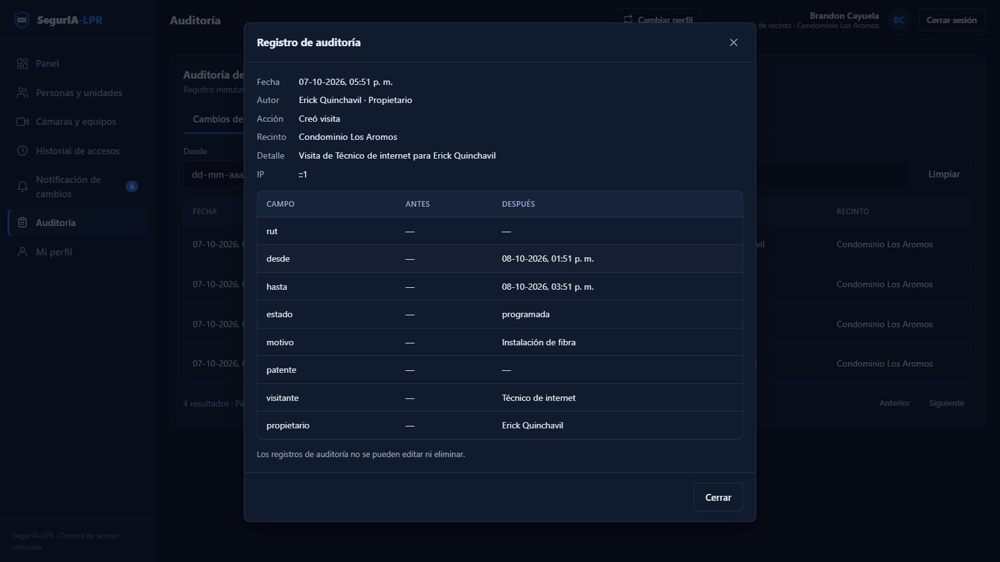 SegurIA-LPR
Auditoría
Cambiar perfil
Brandon Cayuela
de recinto · Condominio Los Aromos
BC
Cerrar sesión
Panel
Personas y unidades
Cámaras y equipos
Historial de accesos
Notificación de
cambios
6
Auditoría
Mi perfil
SegurIA-LPR · Control de acceso
vehicular
Auditoría de
Registro inmutal
Cambios de
Desde
dd-mm-aaa
Limpiar
FECHA
RECINTO
07-10-2026,
vil
Condominio Los Aromos
07-10-2026,
Condominio Los Aromos
07-10-2026,
Condominio Los Aromos
07-10-2026,
Condominio Los Aromos
4 resultados · Pá
Anterior
Siguiente
Registro de auditoría
Fecha 07-10-2026, 05:51 p. m.
Autor Erick Quinchavil · Propietario
Acción Creó visita
Recinto Condominio Los Aromos
Detalle Visita de Técnico de internet para Erick Quinchavil
IP ::1
CAMPO ANTES DESPUÉS
rut — —
desde — 08-10-2026, 01:51 p. m.
hasta — 08-10-2026, 03:51 p. m.
estado — programada
motivo — Instalación de fibra
patente — —
visitante — Técnico de internet
propietario — Erick Quinchavil
Los registros de auditoría no se pueden editar ni eliminar.
Cerrar